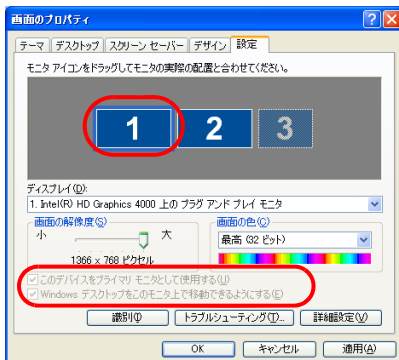 画面のプロパティ
テーマ デスクトップ スクリーン セーバー デザイン 設定
モニタ アイコンをドラッグしてモニタの実際の配置と合わせてください。
1 2 3
ディスプレイ(D):
1. Intel(R) HD Graphics 4000 上の プラグ アンド プレイ モニタ
画面の解像度(S)
小 大
1366 x 768 ピクセル
画面の色(C)
最高 (32 ビット)
このデバイスをプライマリ モニタとして使用する(U)
Windows デスクトップをこのモニタ上で移動できるようにする(E)
識別(I) トラブルシューティング(T)... 詳細設定(V)
OK キャンセル 適用(A)